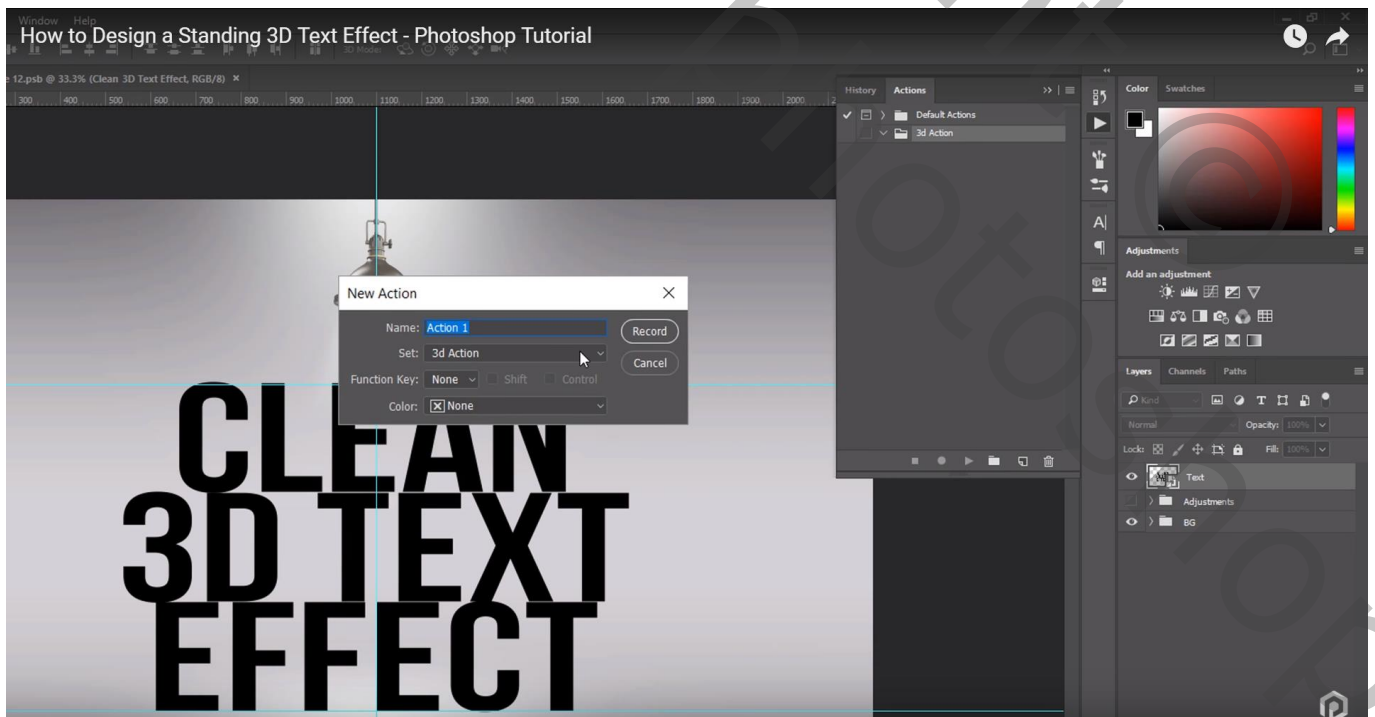 Window Help
How to Design a Standing 3D Text Effect - Photoshop Tutorial
3D Mode:
e 12.psb @ 33.3% (Clean 3D Text Effect, RGB/8) ×
300 400 500 600 700 800 900 1000 1100 1200 1300 1400 1500 1600 1700 1800 1900 2000
History Actions
Default Actions
3d Action
Color Swatches
Adjustments
Add an adjustment
New Action
Name: Action 1
Record
Set: 3d Action
Cancel
Function Key: None Shift Control
Color: None
CLEAN
3D TEXT
EFFECT
Layers Channels Paths
Kind
Normal Opacity: 100%
Lock: Fill: 100%
Text
Adjustments
BG